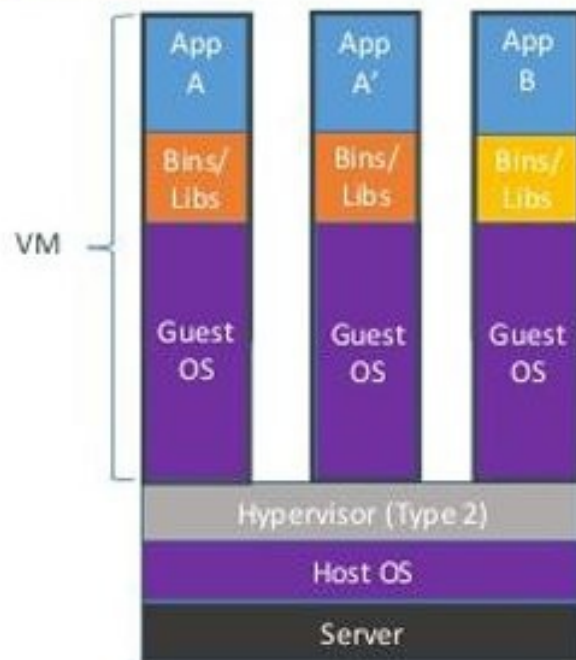 App
A
App
A’
App
B
Bins/
Libs
Bins/
Libs
Bins/
Libs
VM
Guest
OS
Guest
OS
Guest
OS
Hypervisor (Type 2)
Host OS
Server